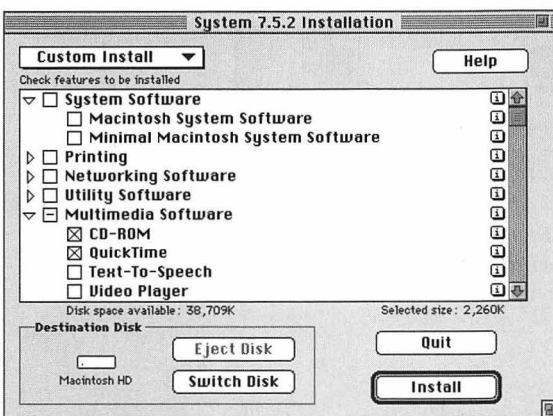 System 7.5.2 Installation
Custom Install
Help
Check features to be installed
System Software
Macintosh System Software
Minimal Macintosh System Software
Printing
Networking Software
Utility Software
Multimedia Software
CD-ROM
QuickTime
Text-To-Speech
Video Player
Disk space available: 38,709K Selected size: 2,260K
Destination Disk
Eject Disk
Quit
Macintosh HD
Switch Disk
Install